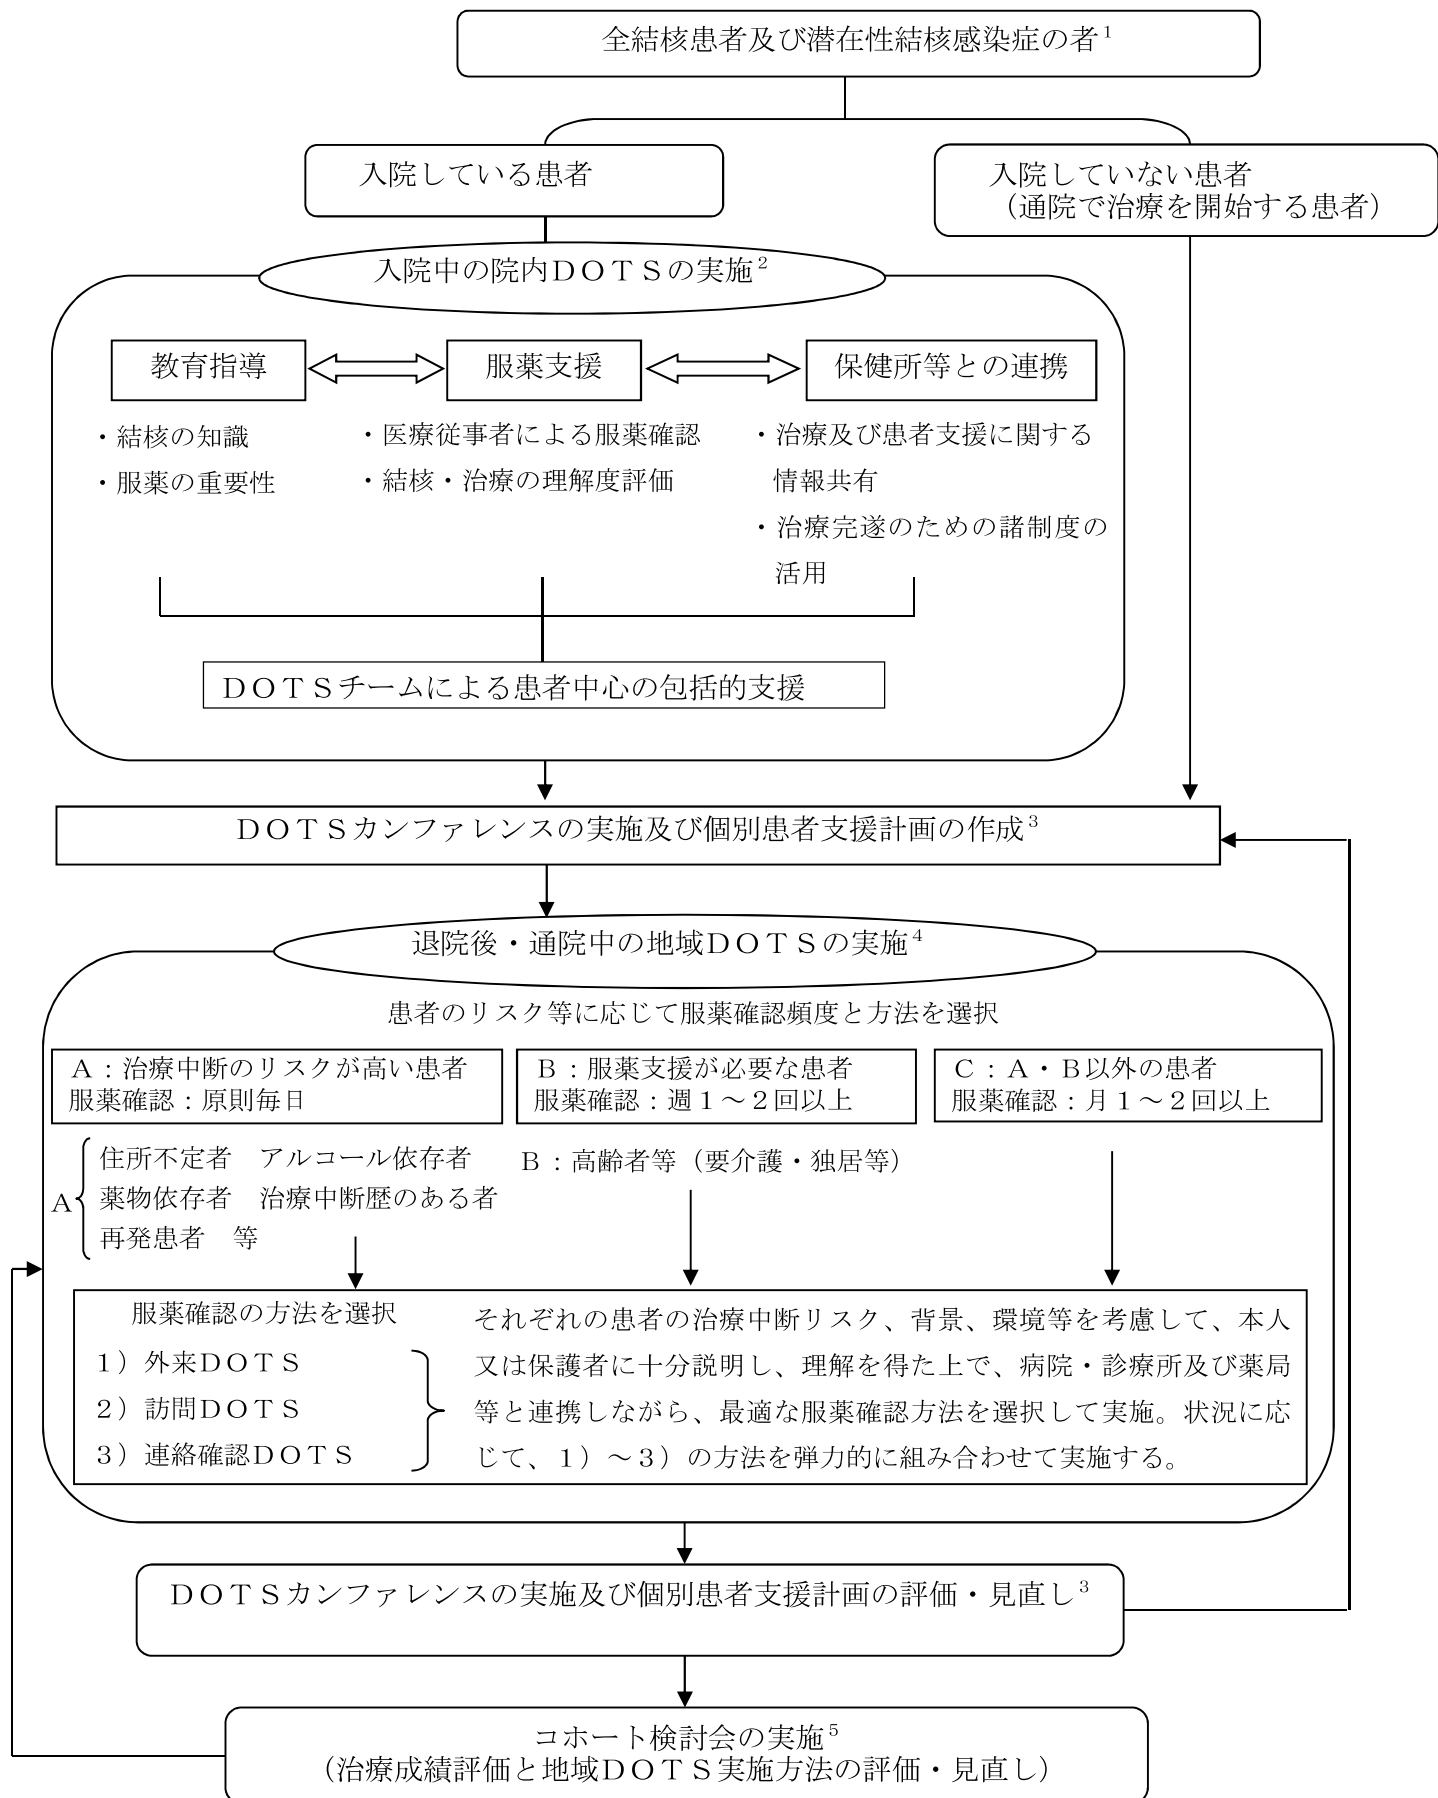 全結核患者及び潜在性結核感染症の者1
入院している患者
入院していない患者
（通院で治療を開始する患者）
入院中の院内ＤＯＴＳの実施2
教育指導
服薬支援
保健所等との連携
・結核の知識
・服薬の重要性
・医療従事者による服薬確認
・結核・治療の理解度評価
・治療及び患者支援に関する
情報共有
・治療完遂のための諸制度の
活用
ＤＯＴＳチームによる患者中心の包括的支援
ＤＯＴＳカンファレンスの実施及び個別患者支援計画の作成3
退院後・通院中の地域ＤＯＴＳの実施4
患者のリスク等に応じて服薬確認頻度と方法を選択
Ａ：治療中断のリスクが高い患者
服薬確認：原則毎日
Ｂ：服薬支援が必要な患者
服薬確認：週１～２回以上
Ｃ：Ａ・Ｂ以外の患者
服薬確認：月１～２回以上
Ａ
住所不定者　アルコール依存者
薬物依存者　治療中断歴のある者
再発患者　等
Ｂ：高齢者等（要介護・独居等）
服薬確認の方法を選択
１）外来ＤＯＴＳ
２）訪問ＤＯＴＳ
３）連絡確認ＤＯＴＳ
それぞれの患者の治療中断リスク、背景、環境等を考慮して、本人
又は保護者に十分説明し、理解を得た上で、病院・診療所及び薬局
等と連携しながら、最適な服薬確認方法を選択して実施。状況に応
じて、１）～３）の方法を弾力的に組み合わせて実施する。
ＤＯＴＳカンファレンスの実施及び個別患者支援計画の評価・見直し3
コホート検討会の実施5
（治療成績評価と地域ＤＯＴＳ実施方法の評価・見直し）